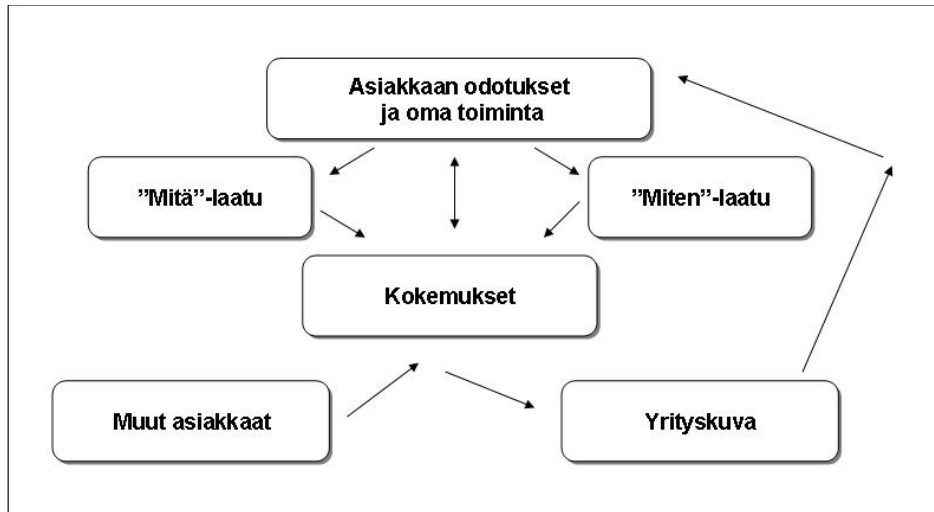 Asiakkaan odotukset
ja oma toiminta
”Mitä”-laatu
”Miten”-laatu
Kokemukset
Muut asiakkaat
Yrityskuva